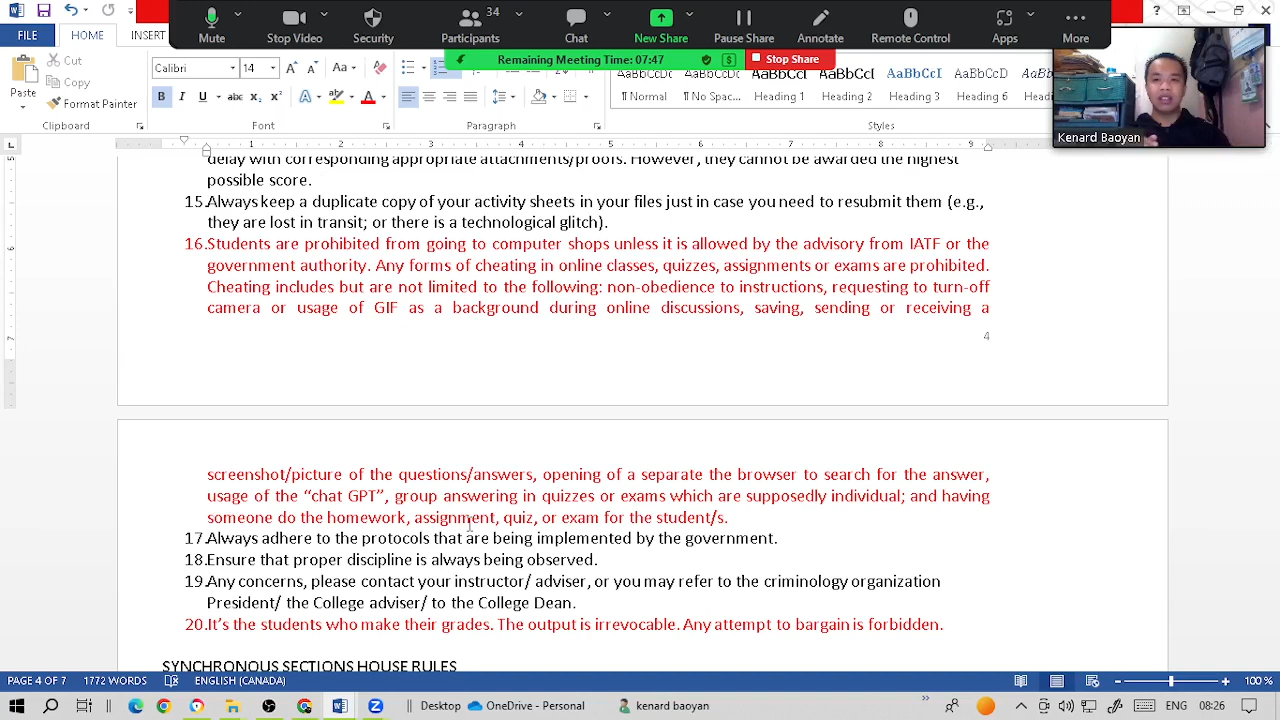 34
Mute
Stop Video
Security
Participants
Chat
New Share
Pause Share
Annotate
Remote Control
Apps
More
Remaining Meeting Time: 07:47
Stop Share
FILE
HOME
INSERT
Cut
Copy
Paste
Format Painter
Calibri
14
Clipboard
Font
Paragraph
Styles
AaBbCcDc AaBbCcDc AaBbCcI AaBbCcD
¶ Normal
¶ No Spac...
Heading 1
Heading 2
Heading 3
Heading 6
Kenard Baoyan
1 2 3 4 5 6 7 8 9
delay with corresponding appropriate attachments/proofs. However, they cannot be awarded the highest
possible score.
15. Always keep a duplicate copy of your activity sheets in your files just in case you need to resubmit them (e.g.,
they are lost in transit; or there is a technological glitch).
16. Students are prohibited from going to computer shops unless it is allowed by the advisory from IATF or the
government authority. Any forms of cheating in online classes, quizzes, assignments or exams are prohibited.
Cheating includes but are not limited to the following: non-obedience to instructions, requesting to turn-off
camera or usage of GIF as a background during online discussions, saving, sending or receiving a
4
screenshot/picture of the questions/answers, opening of a separate the browser to search for the answer,
usage of the “chat GPT”, group answering in quizzes or exams which are supposedly individual; and having
someone do the homework, assignment, quiz, or exam for the student/s.
17. Always adhere to the protocols that are being implemented by the government.
18. Ensure that proper discipline is always being observed.
19. Any concerns, please contact your instructor/ adviser, or you may refer to the criminology organization
President/ the College adviser/ to the College Dean.
20. It’s the students who make their grades. The output is irrevocable. Any attempt to bargain is forbidden.
SYNCHRONOUS SECTIONS HOUSE RULES
PAGE 4 OF 7
1772 WORDS
ENGLISH (CANADA)
100 %
Desktop
OneDrive - Personal
kenard baoyan
ENG
08:26